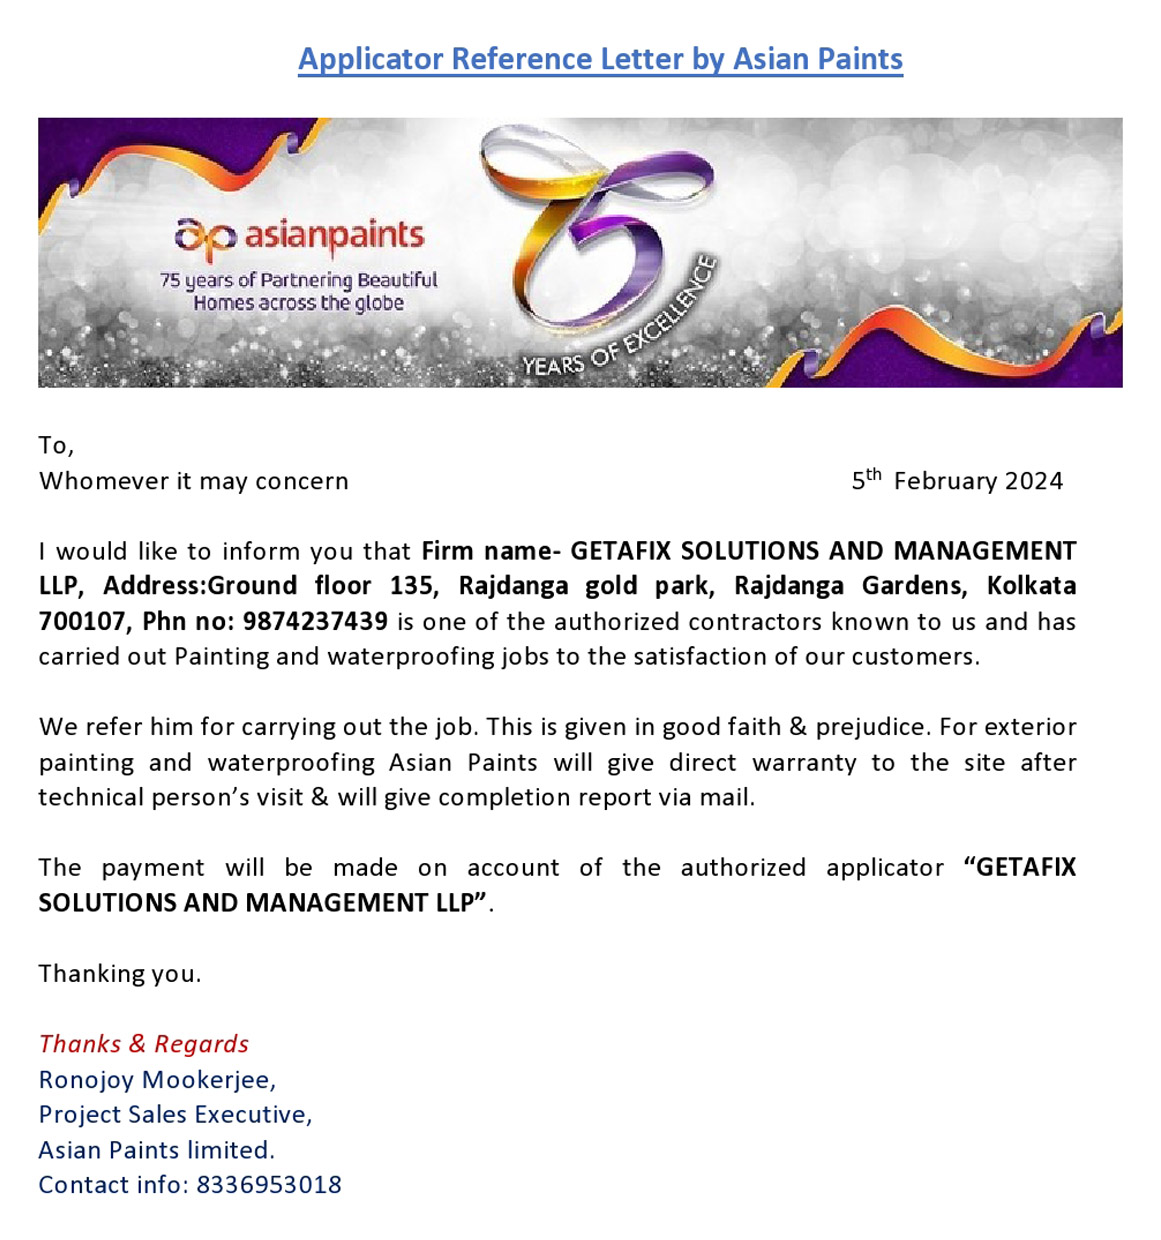 Applicator Reference Letter by Asian Paints
ap asianpaints
75 years of Partnering Beautiful
Homes across the globe
75
YEARS OF EXCELLENCE
To,
Whomever it may concern 5th February 2024
I would like to inform you that Firm name- GETAFIX SOLUTIONS AND MANAGEMENT
LLP, Address:Ground floor 135, Rajdanga gold park, Rajdanga Gardens, Kolkata
700107, Phn no: 9874237439 is one of the authorized contractors known to us and has
carried out Painting and waterproofing jobs to the satisfaction of our customers.
We refer him for carrying out the job. This is given in good faith & prejudice. For exterior
painting and waterproofing Asian Paints will give direct warranty to the site after
technical person’s visit & will give completion report via mail.
The payment will be made on account of the authorized applicator “GETAFIX
SOLUTIONS AND MANAGEMENT LLP”.
Thanking you.
Thanks & Regards
Ronojoy Mookerjee,
Project Sales Executive,
Asian Paints limited.
Contact info: 8336953018